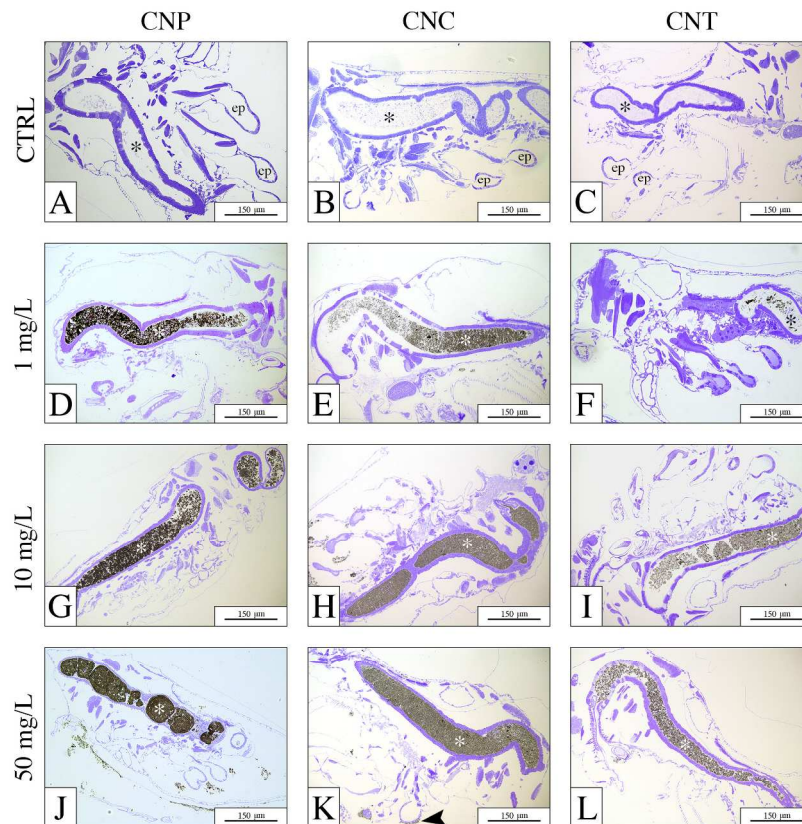 CNP CNC CNT
CTRL
ep
ep
A
150 µm
*
ep
ep
B
150 µm
*
ep
ep
C
150 µm
*
1 mg/L
D
150 µm
*
E
150 µm
*
F
150 µm
*
10 mg/L
G
150 µm
*
H
150 µm
*
I
150 µm
*
50 mg/L
J
150 µm
*
K
150 µm
*
L
150 µm
*